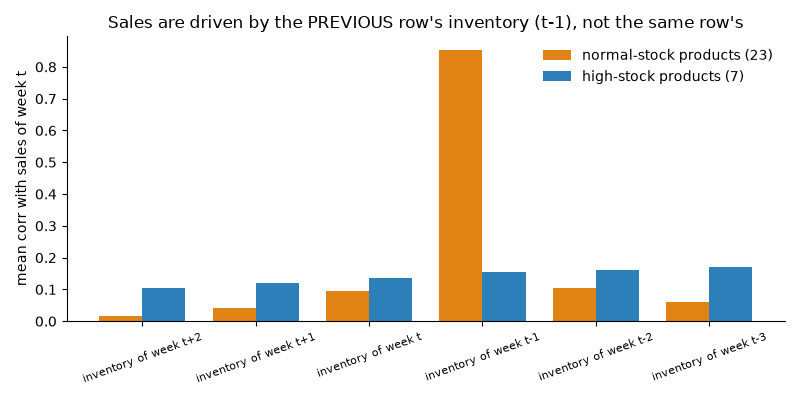 Sales are driven by the PREVIOUS row's inventory (t-1), not the same row's
normal-stock products (23)
high-stock products (7)
mean corr with sales of week t
0.8
0.7
0.6
0.5
0.4
0.3
0.2
0.1
0.0
inventory of week t+2
inventory of week t+1
inventory of week t
inventory of week t-1
inventory of week t-2
inventory of week t-3